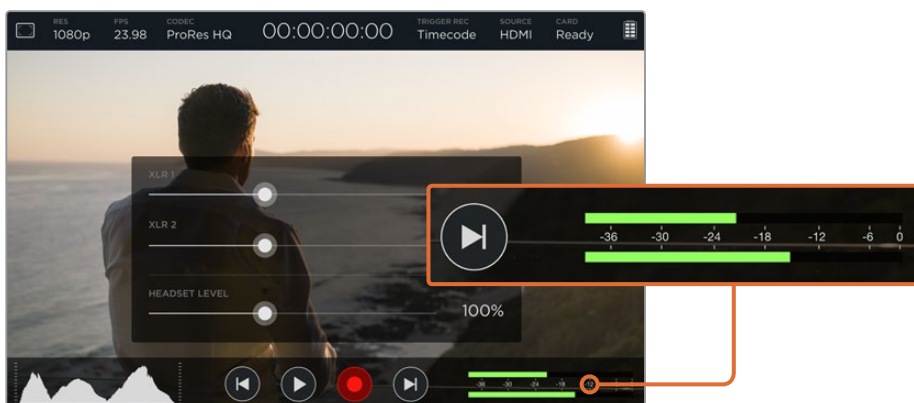 RES FPS CODEC TRIGGER REC SOURCE CARD
1080p 23.98 ProRes HQ 00:00:00:00 Timecode HDMI Ready
XLR 1
XLR 2
HEADSET LEVEL
100%
-36 -30 -24 -18 -12 -6 0
-36 -30 -24 -18 -12